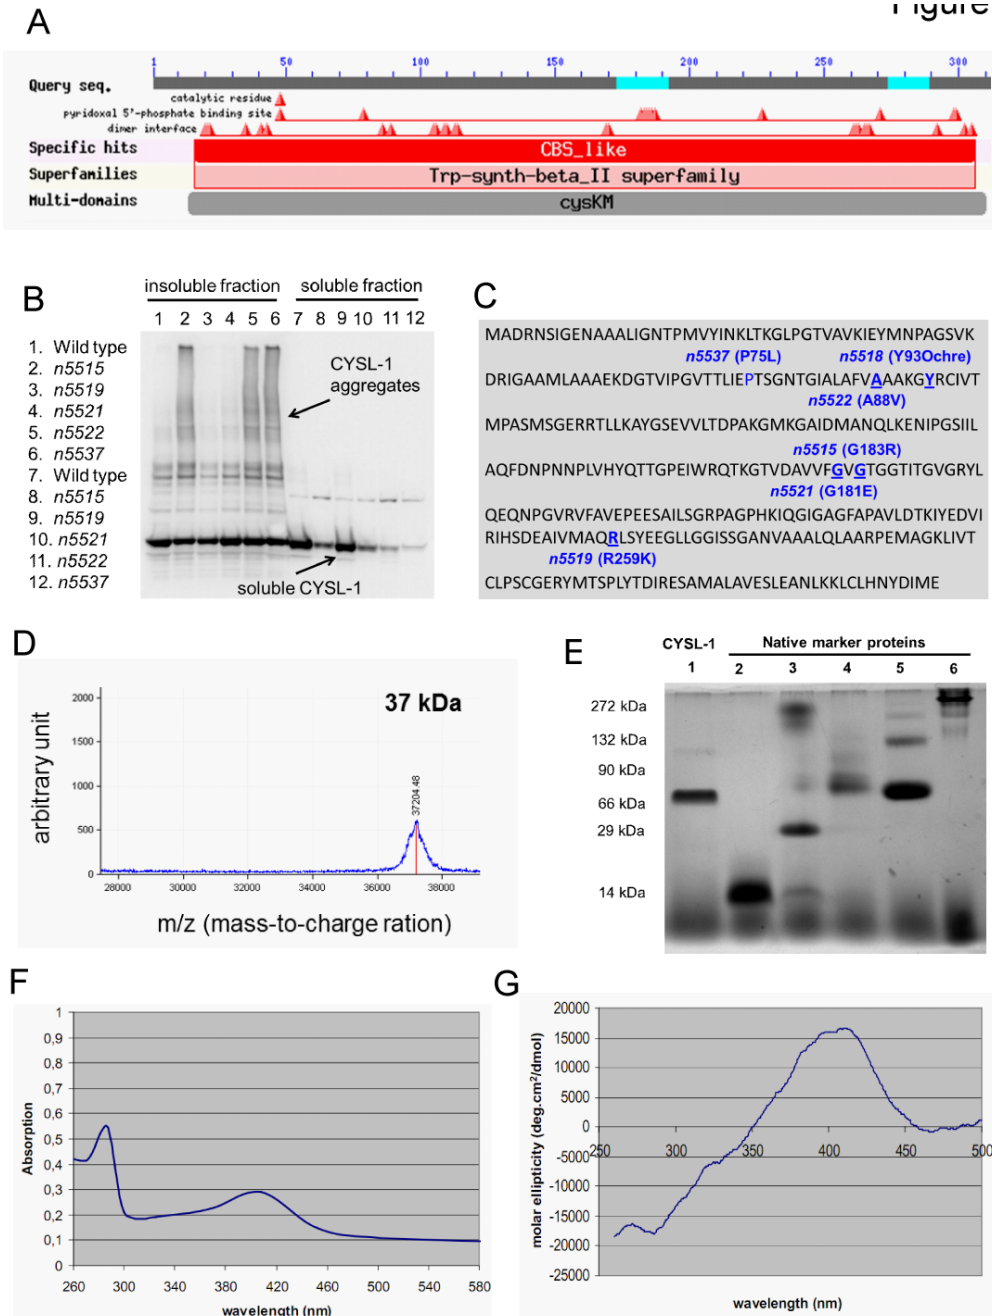 Figure
A
1 50 100 150 200 250 300
Query seq.
catalytic residue
pyridoxal 5'-phosphate binding site
dimer interface
Specific hits CBS_like
Superfamilies Trp-synth-beta_II superfamily
Multi-domains cysKM
B
insoluble fraction soluble fraction
1 2 3 4 5 6 7 8 9 10 11 12
1. Wild type
2. n5515
3. n5519
4. n5521
5. n5522
6. n5537
7. Wild type
8. n5515
9. n5519
10. n5521
11. n5522
12. n5537
CYSL-1
aggregates
soluble CYSL-1
C
MADRNSIGENAAALIGNTPMVYINKLTKGLPGTVAVKIEYMNPAGSVK
n5537 (P75L) n5518 (Y93Ochre)
DRIGAAMLAAAEKDGTVIPGVTTLIEPTSGNTGIALAFVAAAKGYRCIVT
n5522 (A88V)
MPASMSGERRTLLKAYGSEVVLTDPAKGMKGAIDMANQLKENIPGSIIL
n5515 (G183R)
AQFDNPNNPLVHYQTTGPEIWRQTKGTVDAVVFGVGTGGTITGVGRYL
n5521 (G181E)
QEQNPGVRVFAVEPEESAILSGRPAGPHKIQGIGAGFAPAVLDTKIYEDVI
RIHSDEAIVMAQRLSYEEGLLGGISSGANVAAALQLAARPEMAGKLIVT
n5519 (R259K)
CLPSCGERYMTSPLYTDIRESAMALAVESLEANLKKLCLHNYDIME
D
37 kDa
arbitrary unit
2000
1500
1000
500
0
37204.48
28000 30000 32000 34000 36000 38000
m/z (mass-to-charge ration)
E
CYSL-1 Native marker proteins
1 2 3 4 5 6
272 kDa
132 kDa
90 kDa
66 kDa
29 kDa
14 kDa
F
Absorption
1
0,9
0,8
0,7
0,6
0,5
0,4
0,3
0,2
0,1
0
260 300 340 380 420 460 500 540 580
wavelength (nm)
G
molar ellipticity (deg.cm²/dmol)
20000
15000
10000
5000
0
-5000
-10000
-15000
-20000
-25000
250 300 350 400 450 500
wavelength (nm)